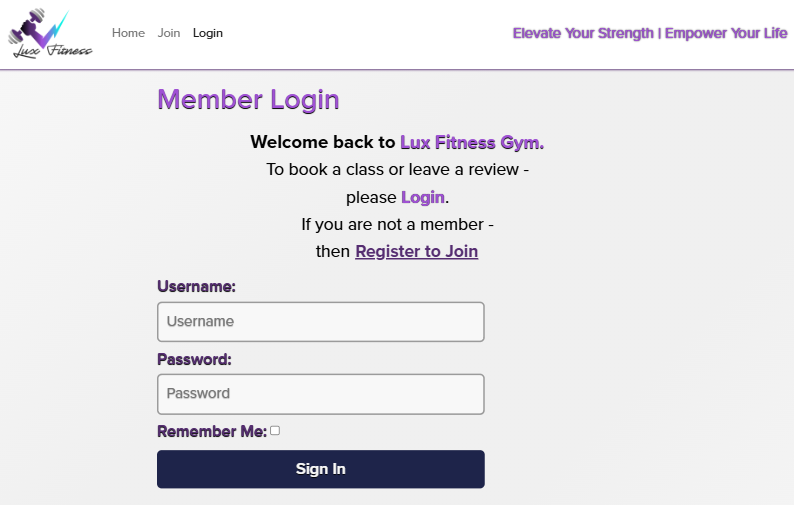 Lux Fitness
Home Join Login
Elevate Your Strength | Empower Your Life
Member Login
Welcome back to Lux Fitness Gym.
To book a class or leave a review -
please Login.
If you are not a member -
then Register to Join
Username:
Username
Password:
Password
Remember Me:
Sign In